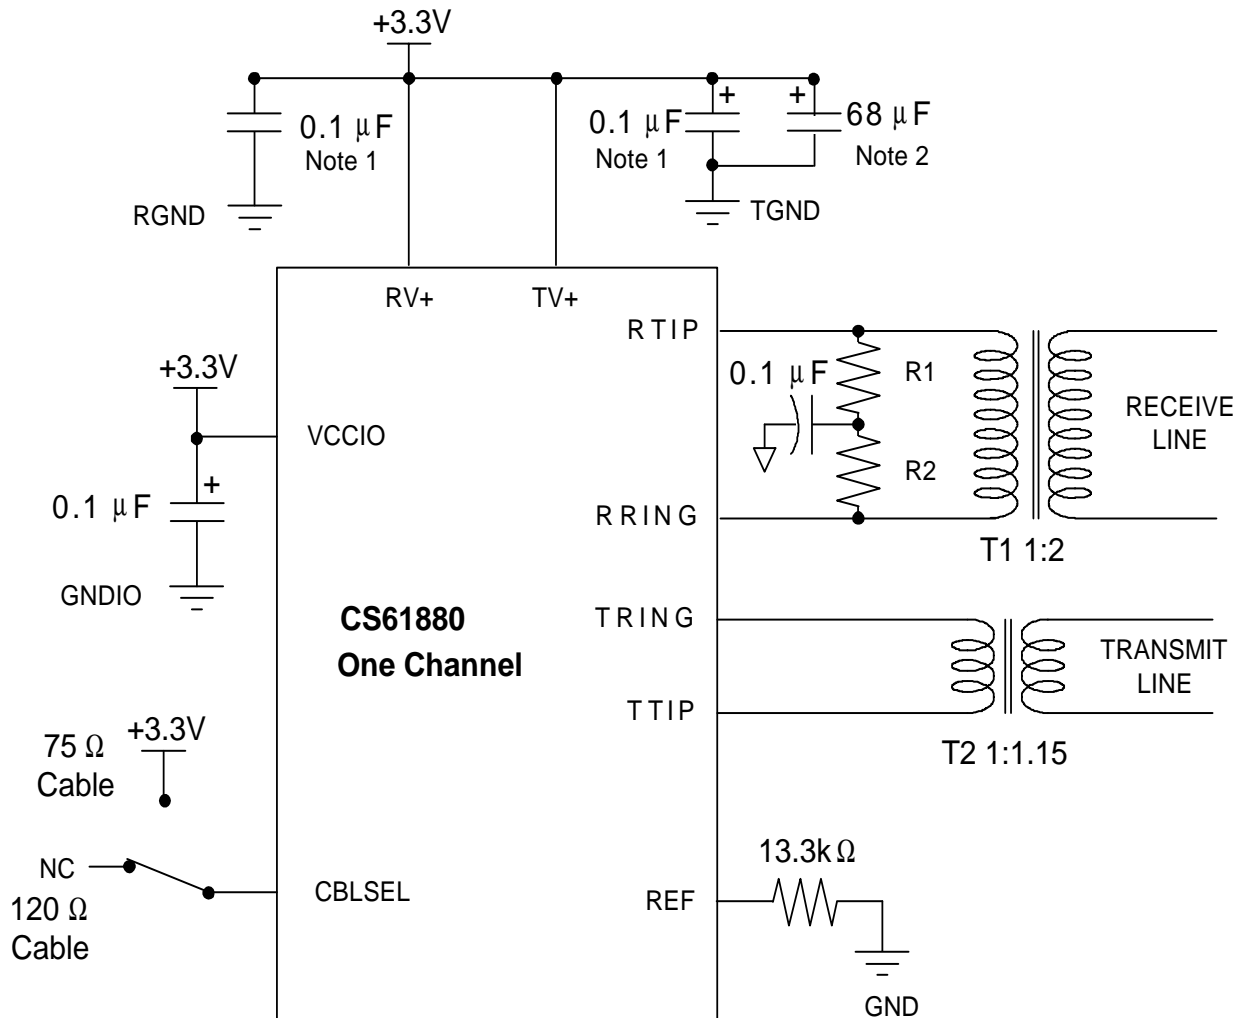 +3.3V
0.1 μF
Note 1
0.1 μF
Note 1
+
+
68 μF
Note 2
RGND
TGND
RV+
TV+
RTIP
0.1 μF
R1
R2
RECEIVE
LINE
RRING
T1 1:2
+3.3V
VCCIO
+
0.1 μF
GNDIO
CS61880
One Channel
TRING
TTIP
TRANSMIT
LINE
T2 1:1.15
75 Ω
Cable
+3.3V
NC
120 Ω
Cable
CBLSEL
REF
13.3k Ω
GND